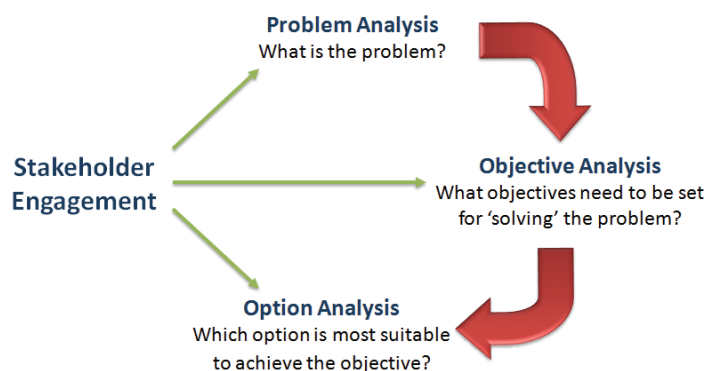 Problem Analysis
What is the problem?
Stakeholder
Engagement
Objective Analysis
What objectives need to be set
for ‘solving’ the problem?
Option Analysis
Which option is most suitable
to achieve the objective?